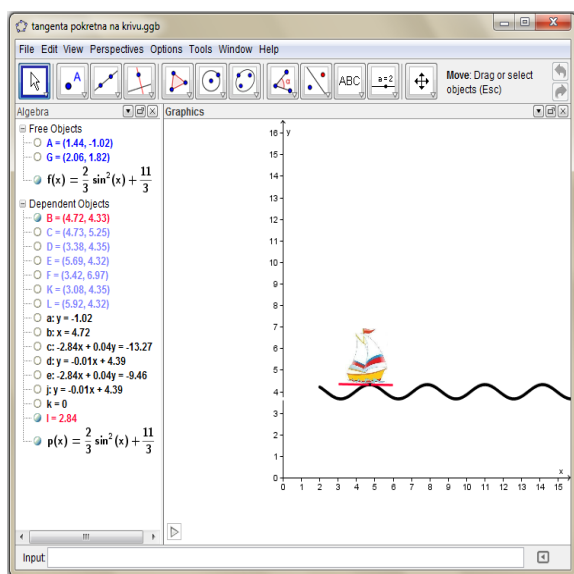 tangenta pokretna na krivu.ggb
File Edit View Perspectives Options Tools Window Help
A
ABC
a=2
Move: Drag or select
objects (Esc)
Algebra
Graphics
Free Objects
A = (1.44, -1.02)
G = (2.06, 1.82)
f(x) = 2/3 sin²(x) + 11/3
Dependent Objects
B = (4.72, 4.33)
C = (4.73, 5.25)
D = (3.38, 4.35)
E = (5.69, 4.32)
F = (3.42, 6.97)
K = (3.08, 4.35)
L = (5.92, 4.32)
a: y = -1.02
b: x = 4.72
c: -2.84x + 0.04y = -13.27
d: y = -0.01x + 4.39
e: -2.84x + 0.04y = -9.46
j: y = -0.01x + 4.39
k = 0
l = 2.84
p(x) = 2/3 sin²(x) + 11/3
y
16
15
14
13
12
11
10
9
8
7
6
5
4
3
2
1
0
x
0 1 2 3 4 5 6 7 8 9 10 11 12 13 14 15
Input: